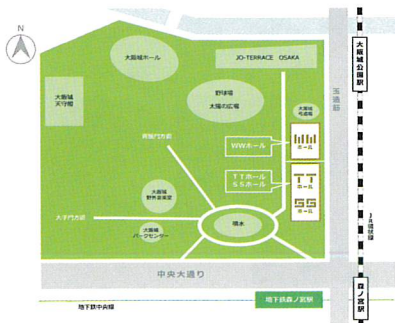 N
大阪城ホール
JO-TERRACE OSAKA
大阪城公園駅
大阪城
天守閣
野球場
太陽の広場
玉造筋
大阪城
弓道場
WW
ホール
WWホール
青屋門方面
TTホール
SSホール
TT
ホール
SS
ホール
大阪城
野外音楽堂
大手門方面
噴水
大阪城
パークセンター
JR環状線
中央大通り
地下鉄森ノ宮駅
森ノ宮駅
地下鉄中央線